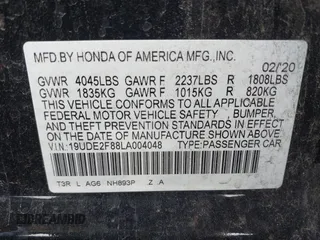 MFD.BY HONDA OF AMERICA MFG.,INC.
02/20
GVWR 4045LBS GAWR F 2237LBS R 1808LBS
GVWR 1835KG GAWR F 1015KG R 820KG
THIS VEHICLE CONFORMS TO ALL APPLICABLE
FEDERAL MOTOR VEHICLE SAFETY , BUMPER,
AND THEFT PREVENTION STANDARDS IN EFFECT
ON THE DATE OF MANUFACTURE SHOWN ABOVE.
VIN:19UDE2F88LA004048 TYPE:PASSENGER CAR
T3R L AG6 NH893P Z A